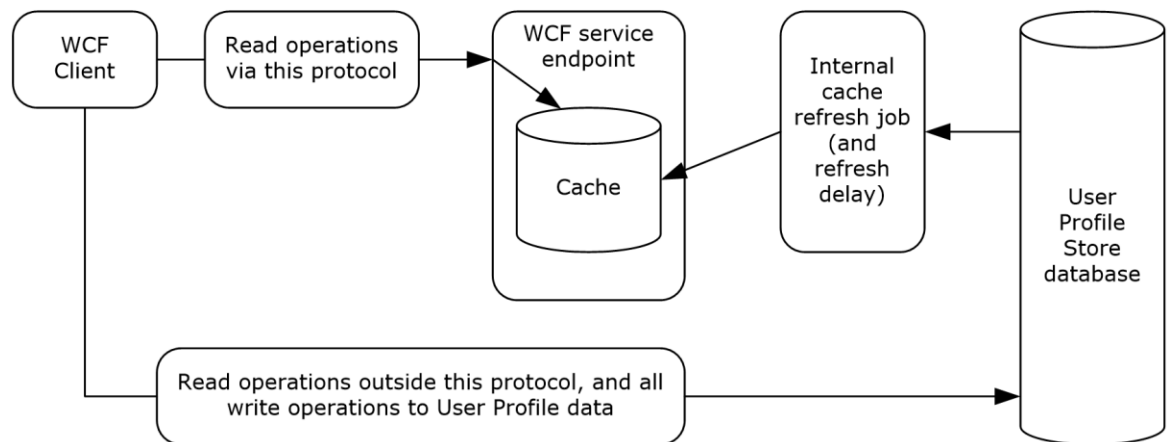 WCF
Client
Read operations
via this protocol
WCF service
endpoint
Cache
Internal
cache
refresh job
(and
refresh
delay)
User
Profile
Store
database
Read operations outside this protocol, and all
write operations to User Profile data